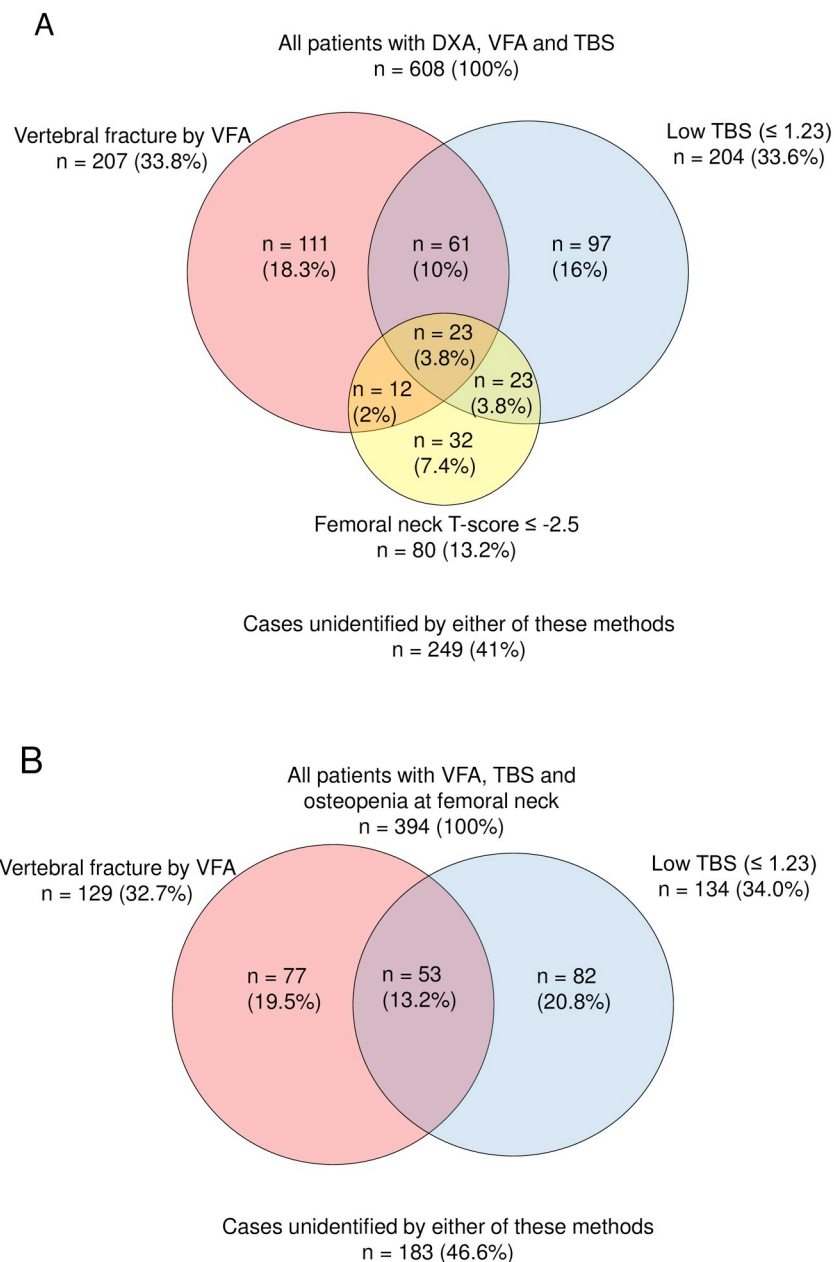 A
All patients with DXA, VFA and TBS
n = 608 (100%)
Vertebral fracture by VFA
n = 207 (33.8%)
Low TBS (≤ 1.23)
n = 204 (33.6%)
n = 111
(18.3%)
n = 61
(10%)
n = 97
(16%)
n = 23
(3.8%)
n = 12
(2%)
n = 23
(3.8%)
n = 32
(7.4%)
Femoral neck T-score ≤ -2.5
n = 80 (13.2%)
Cases unidentified by either of these methods
n = 249 (41%)
B
All patients with VFA, TBS and
osteopenia at femoral neck
n = 394 (100%)
Vertebral fracture by VFA
n = 129 (32.7%)
Low TBS (≤ 1.23)
n = 134 (34.0%)
n = 77
(19.5%)
n = 53
(13.2%)
n = 82
(20.8%)
Cases unidentified by either of these methods
n = 183 (46.6%)